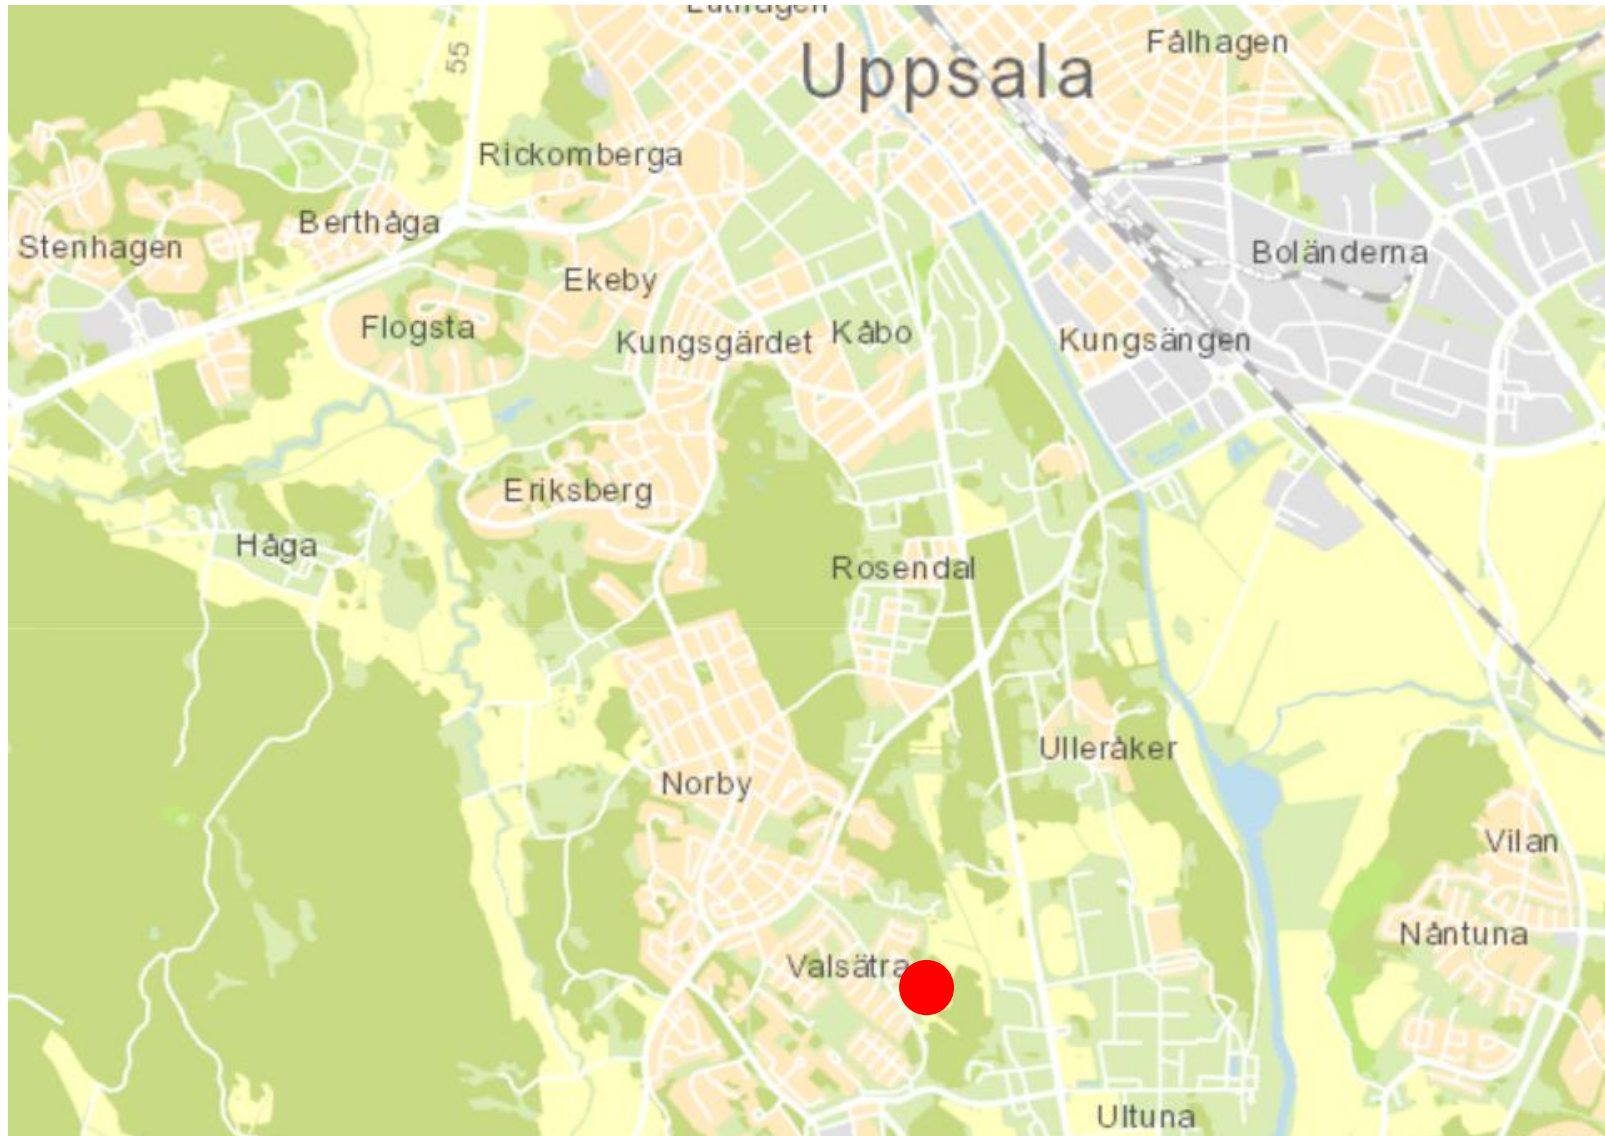 55
Fålhagen
Uppsala
Rickomberga
Berthåga
Stenhagen
Boländerna
Ekeby
Flogsta
Kungsgärdet
Kåbo
Kungsängen
Eriksberg
Håga
Rosendal
Ulleråker
Norby
Vilan
Nåntuna
Valsätra
Ultuna